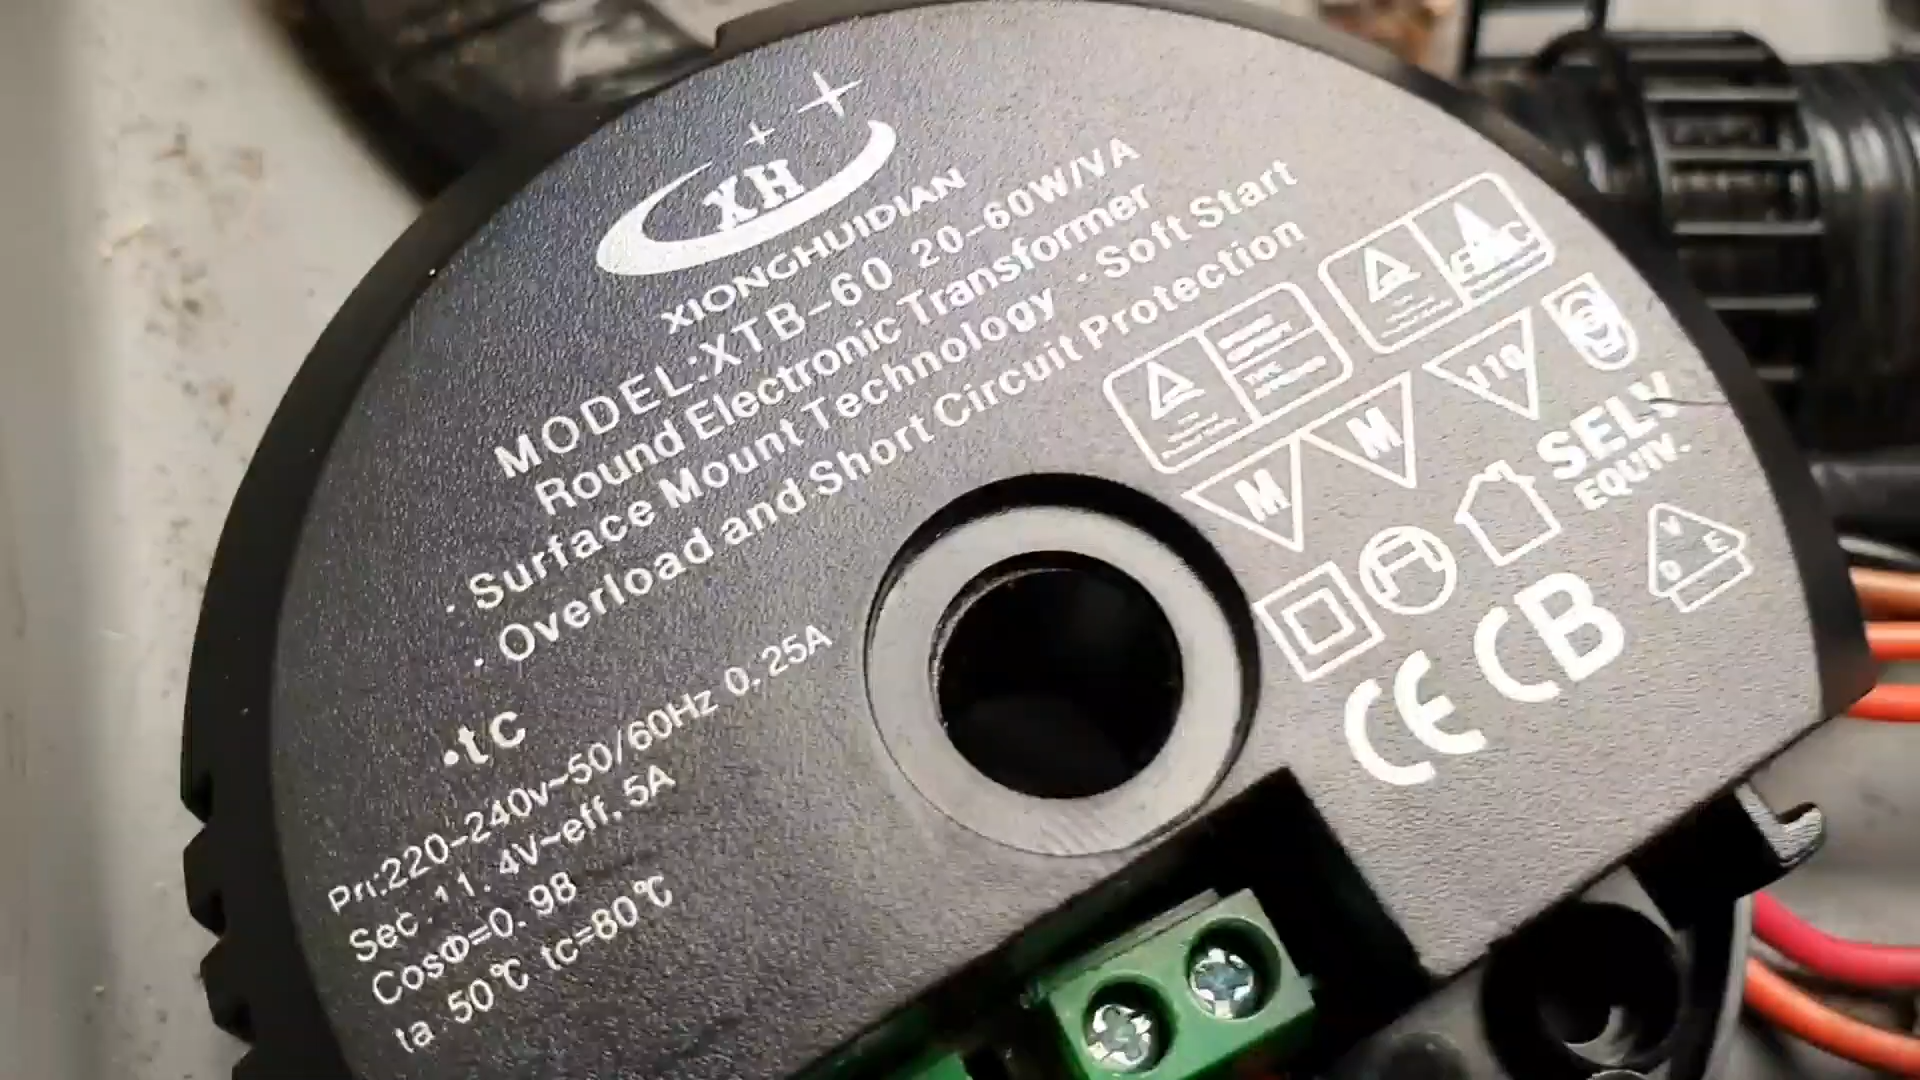 XH
XIONGHUIDIAN
MODEL:XTB-60 20-60W/VA
Round Electronic Transformer
· Surface Mount Technology · Soft Start
· Overload and Short Circuit Protection
·tc
Pri:220-240v~50/60Hz 0.25A
Sec.11.4V~eff.5A
CosΦ=0.98
ta 50℃ tc=80℃
M
M
110
SELV
EQUIV.
V
D
E
CE CB